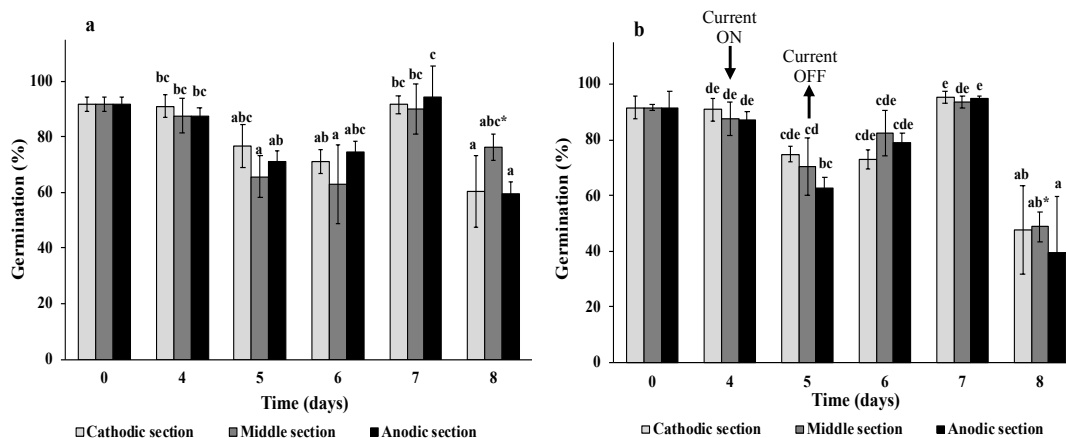 a
100
80
60
40
20
0
Germination (%)
bc bc bc
abc a ab
ab a abc
bc bc c
a abc* a
0 4 5 6 7 8
Time (days)
Cathodic section Middle section Anodic section
b
Current
ON
Current
OFF
100
80
60
40
20
0
Germination (%)
de de de
cde cd bc
cde cde cde
e de e
ab ab* a
0 4 5 6 7 8
Time (days)
Cathodic section Middle section Anodic section